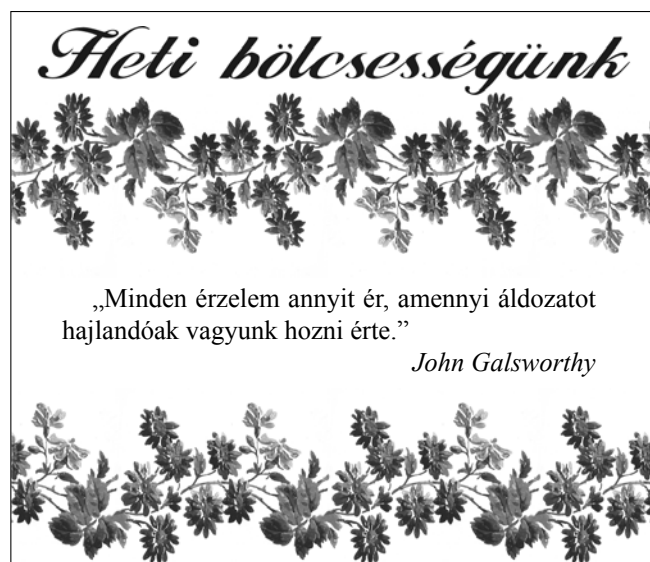 Heti bölcsességünk
„Minden érzelem annyit ér, amennyi áldozatot
hajlandóak vagyunk hozni érte.”
John Galsworthy